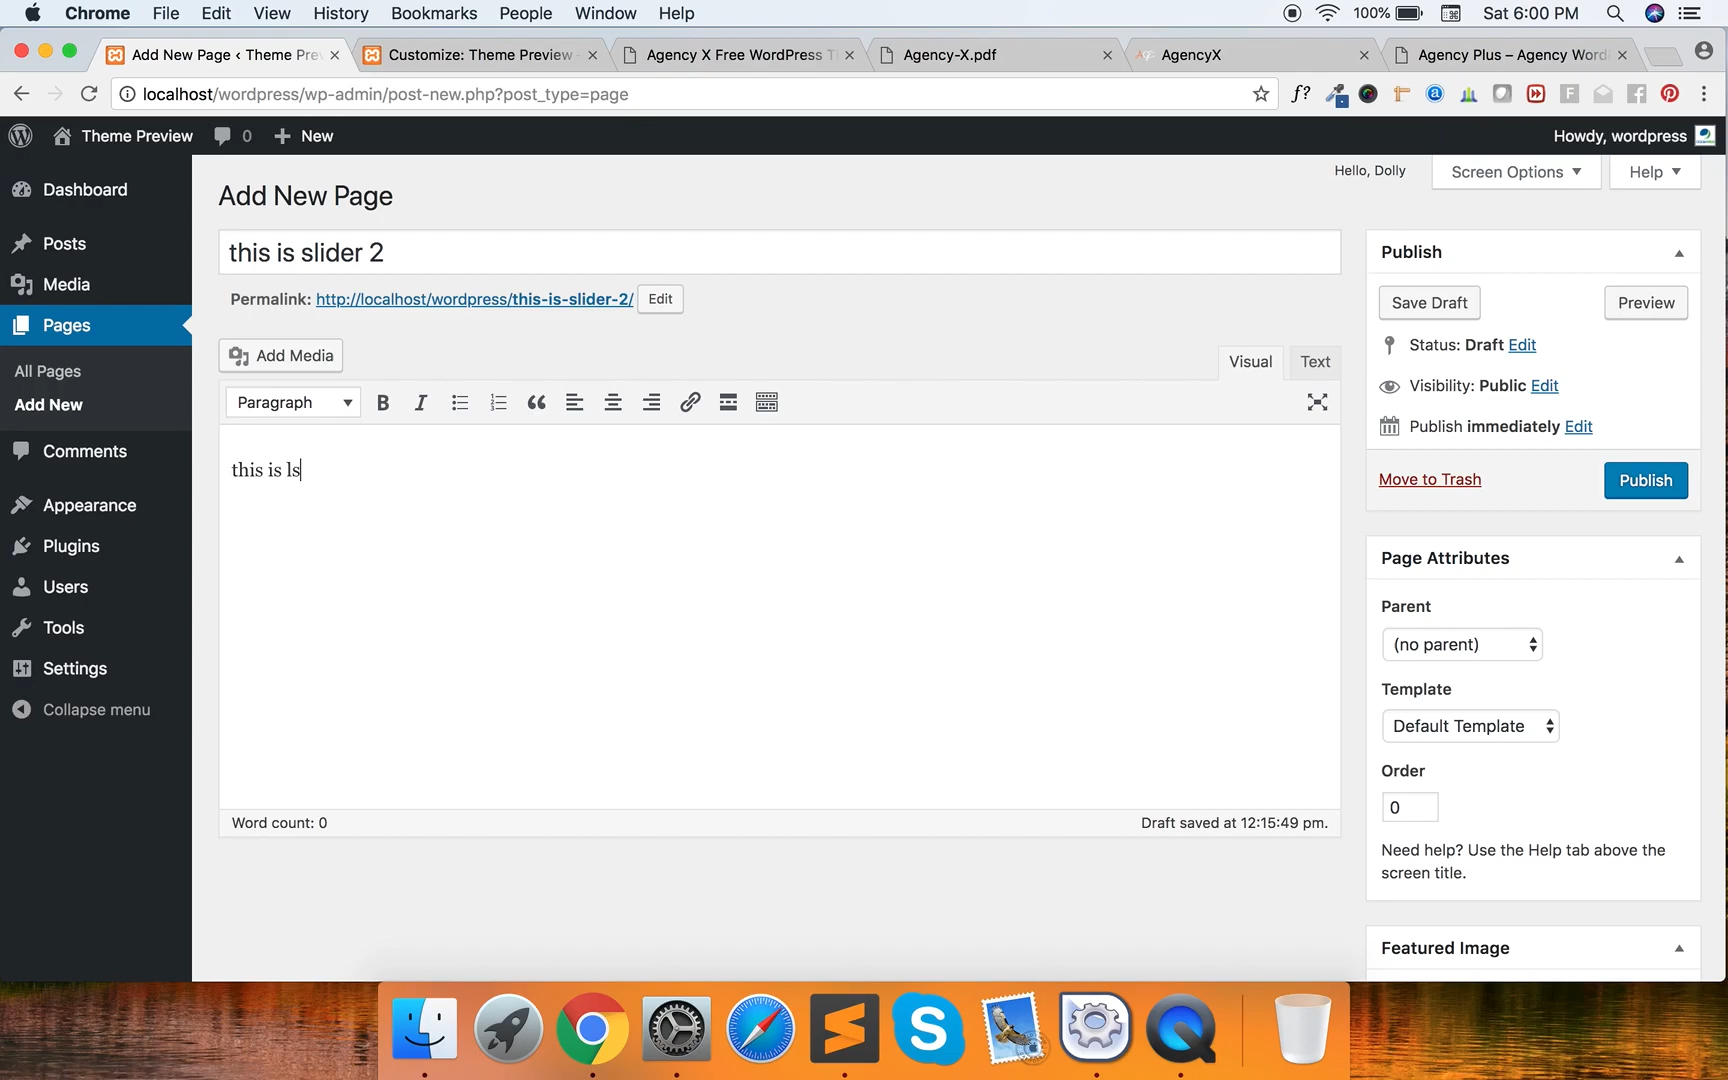 Chrome File Edit View History Bookmarks People Window Help 100% Sat 6:00 PM
Add New Page ‹ Theme Pre
Customize: Theme Preview -
Agency X Free WordPress T
Agency-X.pdf
AgencyX
Agency Plus – Agency Word
localhost/wordpress/wp-admin/post-new.php?post_type=page
Theme Preview 0 New Howdy, wordpress
Hello, Dolly Screen Options Help
Dashboard
Posts
Media
Pages
All Pages
Add New
Comments
Appearance
Plugins
Users
Tools
Settings
Collapse menu
Add New Page
this is slider 2
Permalink: http://localhost/wordpress/this-is-slider-2/ Edit
Add Media Visual Text
Paragraph B I
this is ls
Word count: 0 Draft saved at 12:15:49 pm.
Publish
Save Draft Preview
Status: Draft Edit
Visibility: Public Edit
Publish immediately Edit
Move to Trash Publish
Page Attributes
Parent
(no parent)
Template
Default Template
Order
0
Need help? Use the Help tab above the
screen title.
Featured Image